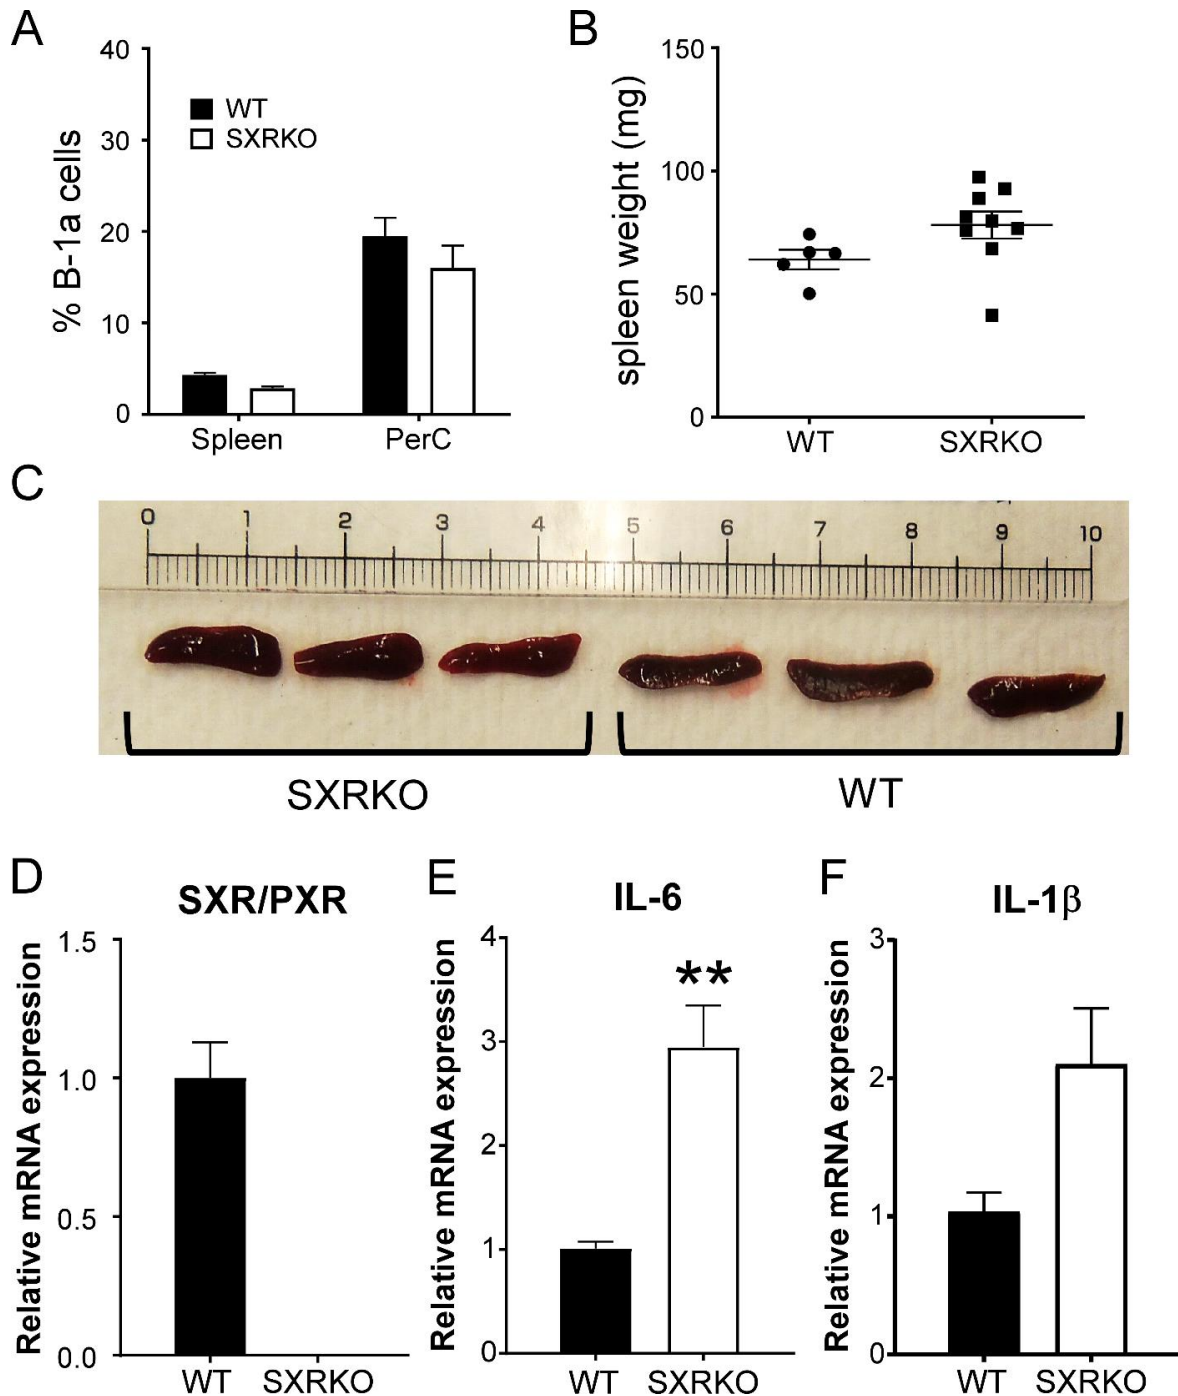 A
% B-1a cells
40
30
20
10
0
WT
SXRKO
Spleen PerC
B
spleen weight (mg)
150
100
50
0
WT SXRKO
C
0 1 2 3 4 5 6 7 8 9 10
SXRKO WT
D
SXR/PXR
Relative mRNA expression
1.5
1.0
0.5
0.0
WT SXRKO
E
IL-6
Relative mRNA expression
4
3
2
1
0
**
WT SXRKO
F
IL-1β
Relative mRNA expression
3
2
1
0
WT SXRKO